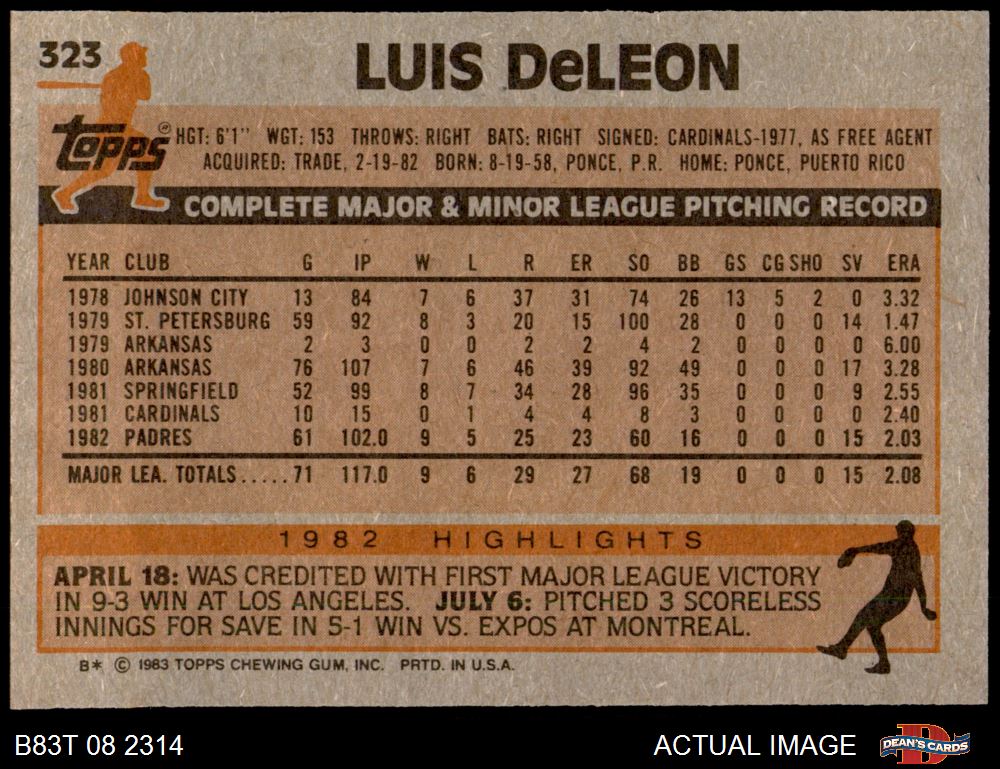 323
LUIS DeLEON
Topps®
HGT: 6'1" WGT: 153 THROWS: RIGHT BATS: RIGHT SIGNED: CARDINALS-1977, AS FREE AGENT
ACQUIRED: TRADE, 2-19-82 BORN: 8-19-58, PONCE, P.R. HOME: PONCE, PUERTO RICO
COMPLETE MAJOR & MINOR LEAGUE PITCHING RECORD
YEAR CLUB G IP W L R ER SO BB GS CG SHO SV ERA
1978 JOHNSON CITY 13 84 7 6 37 31 74 26 13 5 2 0 3.32
1979 ST. PETERSBURG 59 92 8 3 20 15 100 28 0 0 0 14 1.47
1979 ARKANSAS 2 3 0 0 2 2 4 2 0 0 0 0 6.00
1980 ARKANSAS 76 107 7 6 46 39 92 49 0 0 0 17 3.28
1981 SPRINGFIELD 52 99 8 7 34 28 96 35 0 0 0 9 2.55
1981 CARDINALS 10 15 0 1 4 4 8 3 0 0 0 0 2.40
1982 PADRES 61 102.0 9 5 25 23 60 16 0 0 0 15 2.03
MAJOR LEA. TOTALS.....71 117.0 9 6 29 27 68 19 0 0 0 15 2.08
1982 HIGHLIGHTS
APRIL 18: WAS CREDITED WITH FIRST MAJOR LEAGUE VICTORY
IN 9-3 WIN AT LOS ANGELES. JULY 6: PITCHED 3 SCORELESS
INNINGS FOR SAVE IN 5-1 WIN VS. EXPOS AT MONTREAL.
B* © 1983 TOPPS CHEWING GUM, INC. PRTD. IN U.S.A.
B83T 08 2314
ACTUAL IMAGE
D
DEAN'S CARDS